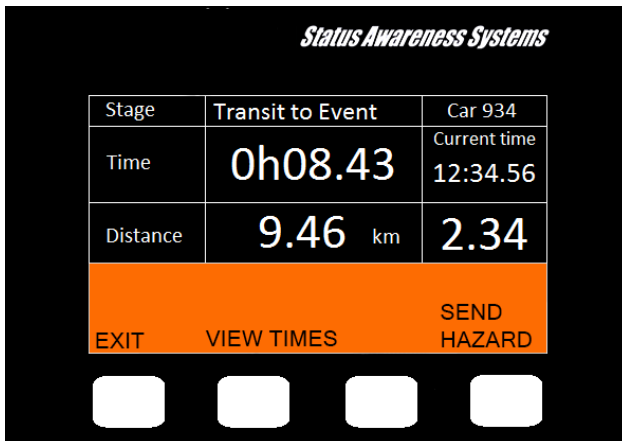 Status Awareness Systems
Stage Transit to Event Car 934
Current time
Time 0h08.43 12:34.56
Distance 9.46 km 2.34
SEND
EXIT VIEW TIMES HAZARD